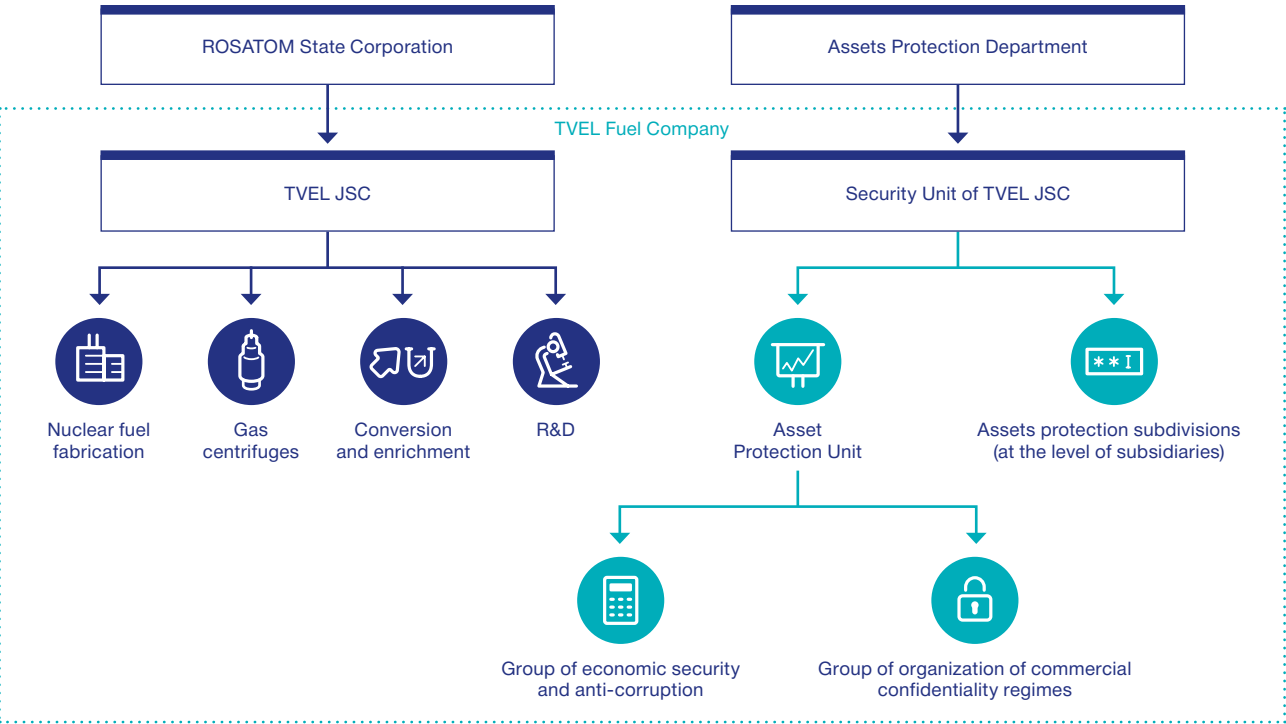 ROSATOM State Corporation
Assets Protection Department
TVEL Fuel Company
TVEL JSC
Security Unit of TVEL JSC
Nuclear fuel
fabrication
Gas
centrifuges
Conversion
and enrichment
R&D
Asset
Protection Unit
* * I
Assets protection subdivisions
(at the level of subsidiaries)
Group of economic security
and anti-corruption
Group of organization of commercial
confidentiality regimes